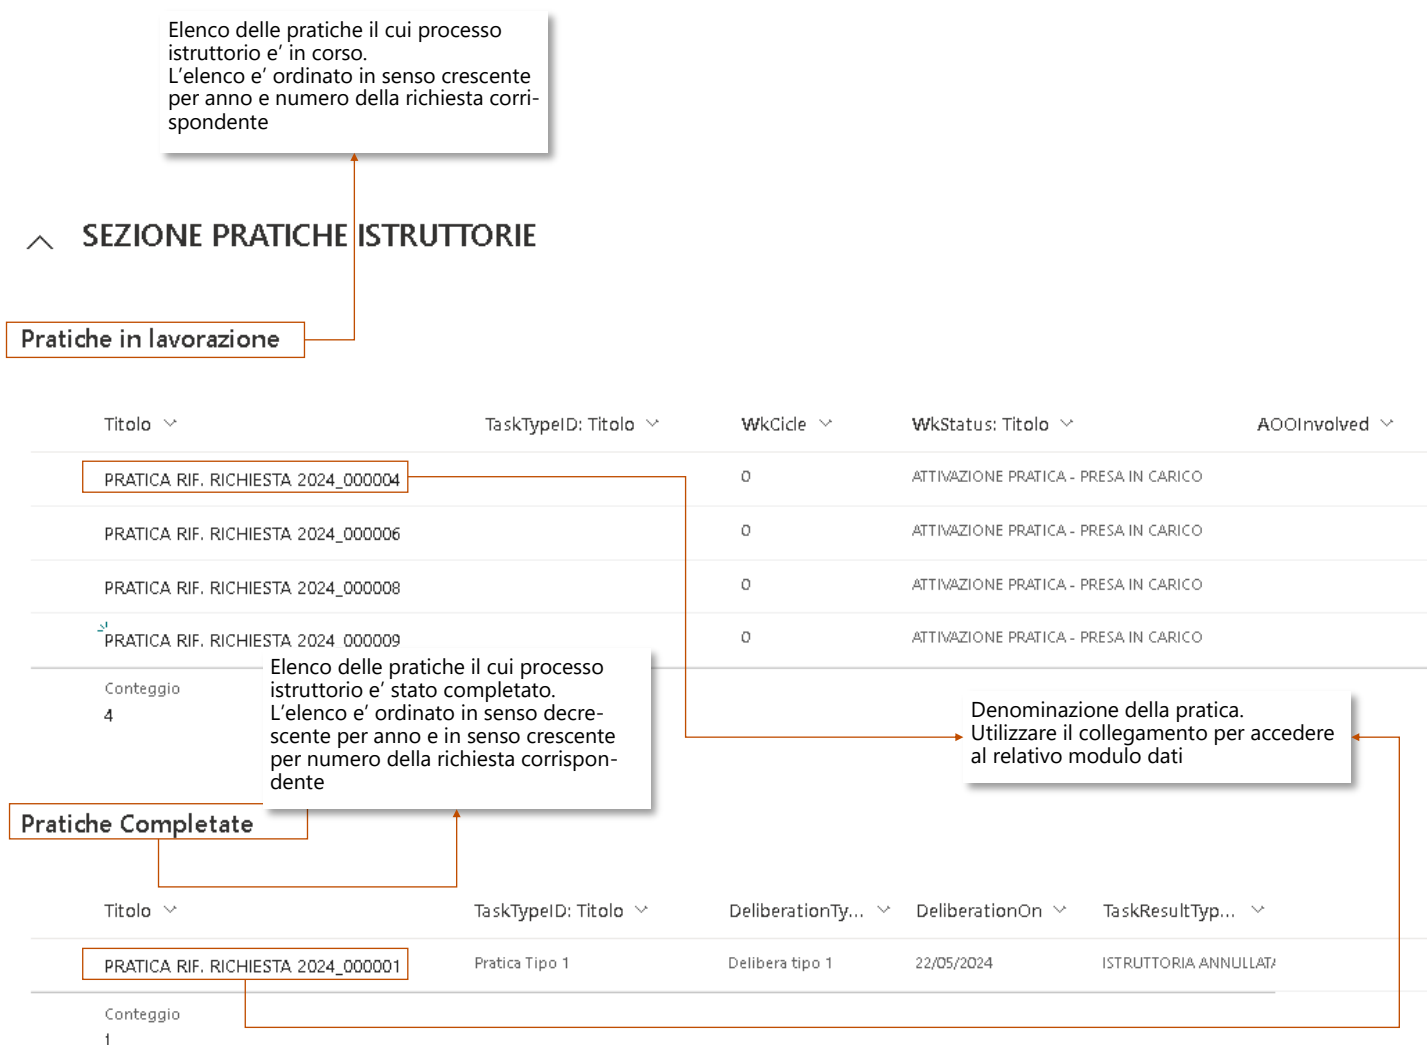 Elenco delle pratiche il cui processo
istruttorio e’ in corso.
L’elenco e’ ordinato in senso crescente
per anno e numero della richiesta corri-
spondente
SEZIONE PRATICHE ISTRUTTORIE
Pratiche in lavorazione
Titolo TaskTypeID: Titolo WkCicle WkStatus: Titolo AOOInvolved
PRATICA RIF. RICHIESTA 2024_000004 0 ATTIVAZIONE PRATICA - PRESA IN CARICO
PRATICA RIF. RICHIESTA 2024_000006 0 ATTIVAZIONE PRATICA - PRESA IN CARICO
PRATICA RIF. RICHIESTA 2024_000008 0 ATTIVAZIONE PRATICA - PRESA IN CARICO
PRATICA RIF. RICHIESTA 2024_000009 0 ATTIVAZIONE PRATICA - PRESA IN CARICO
Conteggio
4
Elenco delle pratiche il cui processo
istruttorio e’ stato completato.
L’elenco e’ ordinato in senso decre-
scente per anno e in senso crescente
per numero della richiesta corrispon-
dente
Denominazione della pratica.
Utilizzare il collegamento per accedere
al relativo modulo dati
Pratiche Completate
Titolo TaskTypeID: Titolo DeliberationTy... DeliberationOn TaskResultTyp...
PRATICA RIF. RICHIESTA 2024_000001 Pratica Tipo 1 Delibera tipo 1 22/05/2024 ISTRUTTORIA ANNULLATA
Conteggio
1